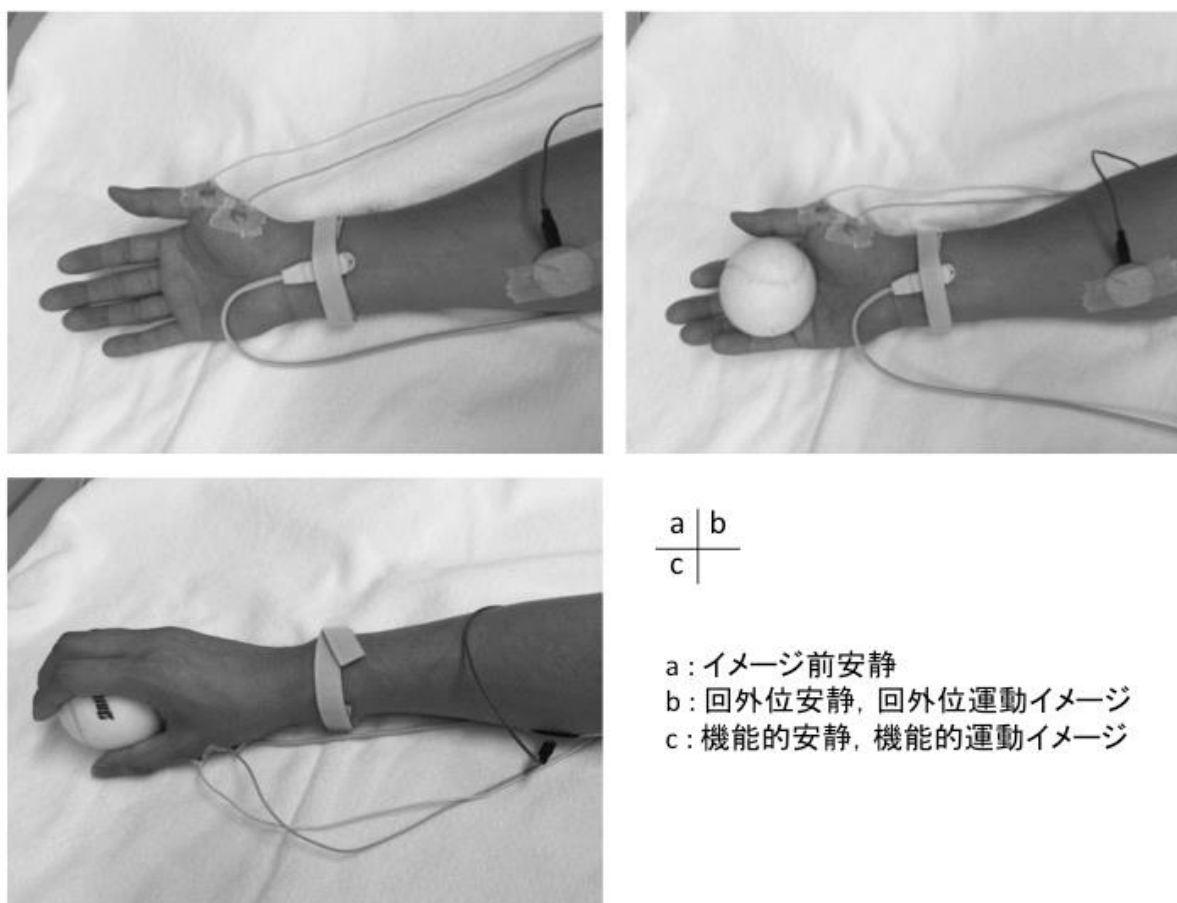 a b
c
a : イメージ前安静
b : 回外位安静, 回外位運動イメージ
c : 機能的安静, 機能的運動イメージ